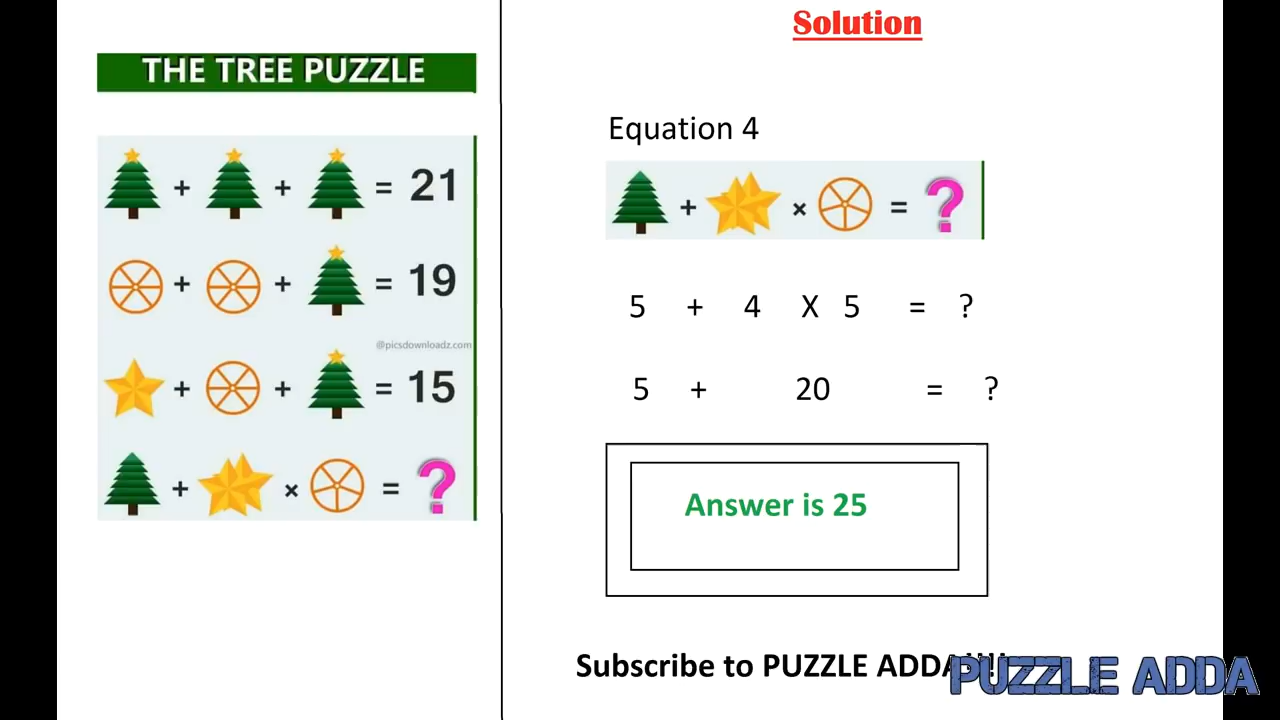 THE TREE PUZZLE
+ + = 21
+ + = 19
@picsdownloadz.com
+ + = 15
+ × = ?
Solution
Equation 4
+ × = ?
5 + 4 X 5 = ?
5 + 20 = ?
Answer is 25
Subscribe to PUZZLE ADDA!!!!
PUZZLE ADDA